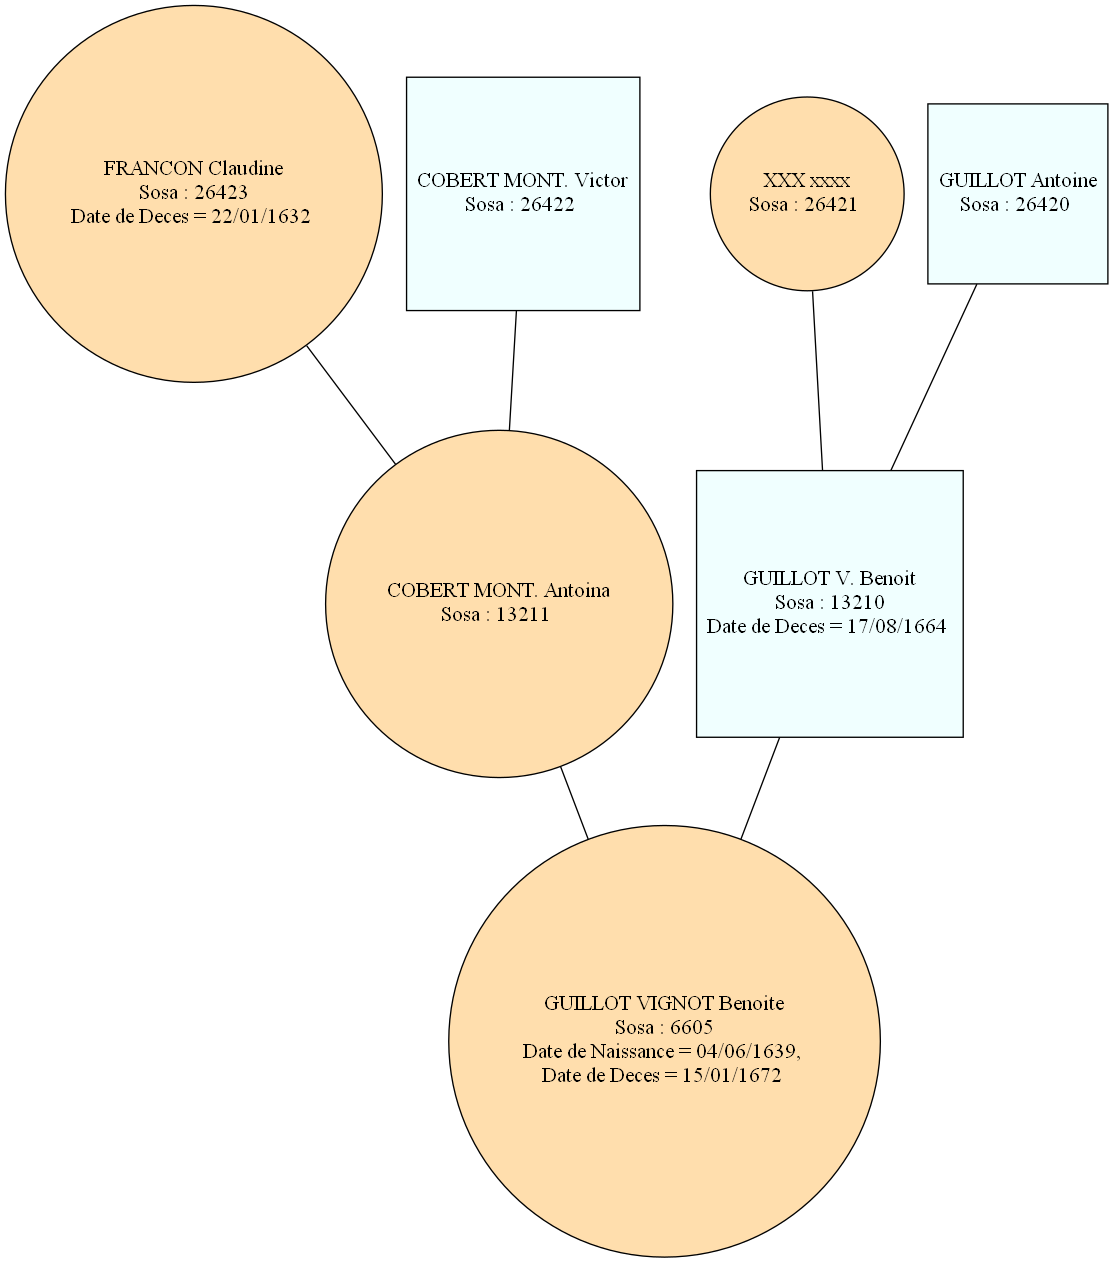 FRANCON Claudine
Sosa : 26423
Date de Deces = 22/01/1632
COBERT MONT. Victor
Sosa : 26422
XXX xxxx
Sosa : 26421
GUILLOT Antoine
Sosa : 26420
COBERT MONT. Antoina
Sosa : 13211
GUILLOT V. Benoit
Sosa : 13210
Date de Deces = 17/08/1664
GUILLOT VIGNOT Benoite
Sosa : 6605
Date de Naissance = 04/06/1639,
Date de Deces = 15/01/1672